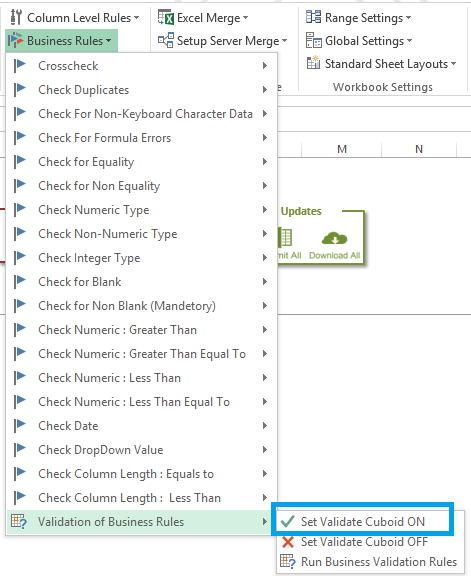 Column Level Rules
Excel Merge
Range Settings
Business Rules
Setup Server Merge
Global Settings
Standard Sheet Layouts
Workbook Settings
Crosscheck
Check Duplicates
Check For Non-Keyboard Character Data
Check For Formula Errors
Check for Equality
M N
Check for Non Equality
Check Numeric Type
Updates
Check Non-Numeric Type
Check Integer Type
mit All Download All
Check for Blank
Check for Non Blank (Mandetory)
Check Numeric : Greater Than
Check Numeric : Greater Than Equal To
Check Numeric : Less Than
Check Numeric : Less Than Equal To
Check Date
Check DropDown Value
Check Column Length : Equals to
Check Column Length : Less Than
Validation of Business Rules
Set Validate Cuboid ON
Set Validate Cuboid OFF
Run Business Validation Rules